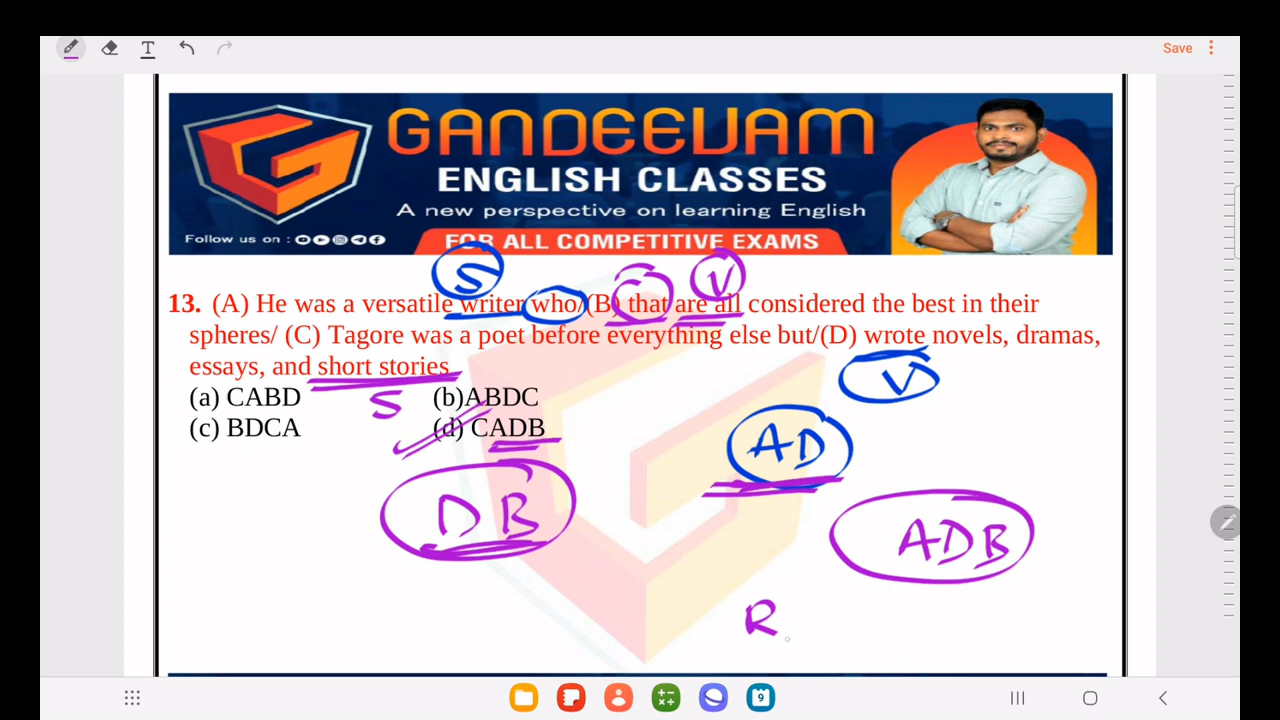 T
Save
GANDEEVAM
ENGLISH CLASSES
A new perspective on learning English
Follow us on :
FOR ALL COMPETITIVE EXAMS
S C V
13. (A) He was a versatile writer who/(B) that are all considered the best in their
spheres/ (C) Tagore was a poet before everything else but/(D) wrote novels, dramas,
essays, and short stories
V
(a) CABD
(b)ABDC
S
(c) BDCA
(d) CADB
AD
DB
ADB
R
9